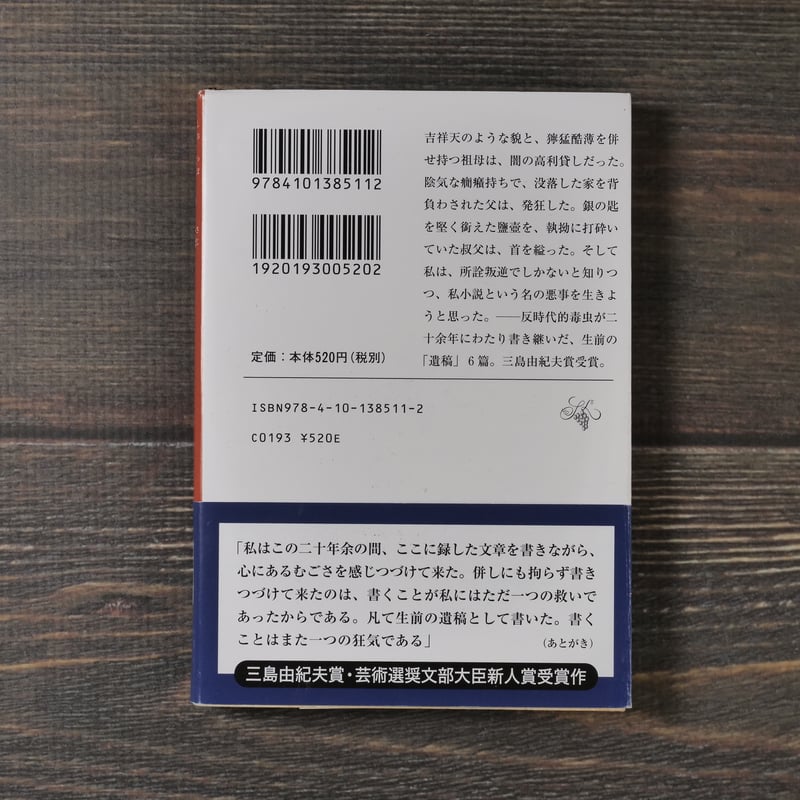 9784101385112
1920193005202
定価：本体520円（税別）
吉祥天のような貌と、獰猛酷薄を併
せ持つ祖母は、闇の高利貸しだった。
陰気な癇癪持ちで、没落した家を背
負わされた父は、発狂した。銀の匙
を堅く銜えた鹽壺を、執拗に打砕い
ていた叔父は、首を縊った。そして
私は、所詮叛逆でしかないと知りつ
つ、私小説という名の悪事を生きよ
うと思った。――反時代的毒虫が二
十余年にわたり書き継いだ、生前の
「遺稿」6篇。三島由紀夫賞受賞。
ISBN978-4-10-138511-2
C0193 ¥520E
「私はこの二十年余の間、ここに録した文章を書きながら、
心にあるむごさを感じつづけて来た。併しにも拘らず書き
つづけて来たのは、書くことが私にはただ一つの救いで
あったからである。凡て生前の遺稿として書いた。書く
ことはまた一つの狂気である」
（あとがき）
三島由紀夫賞・芸術選奨文部大臣新人賞受賞作